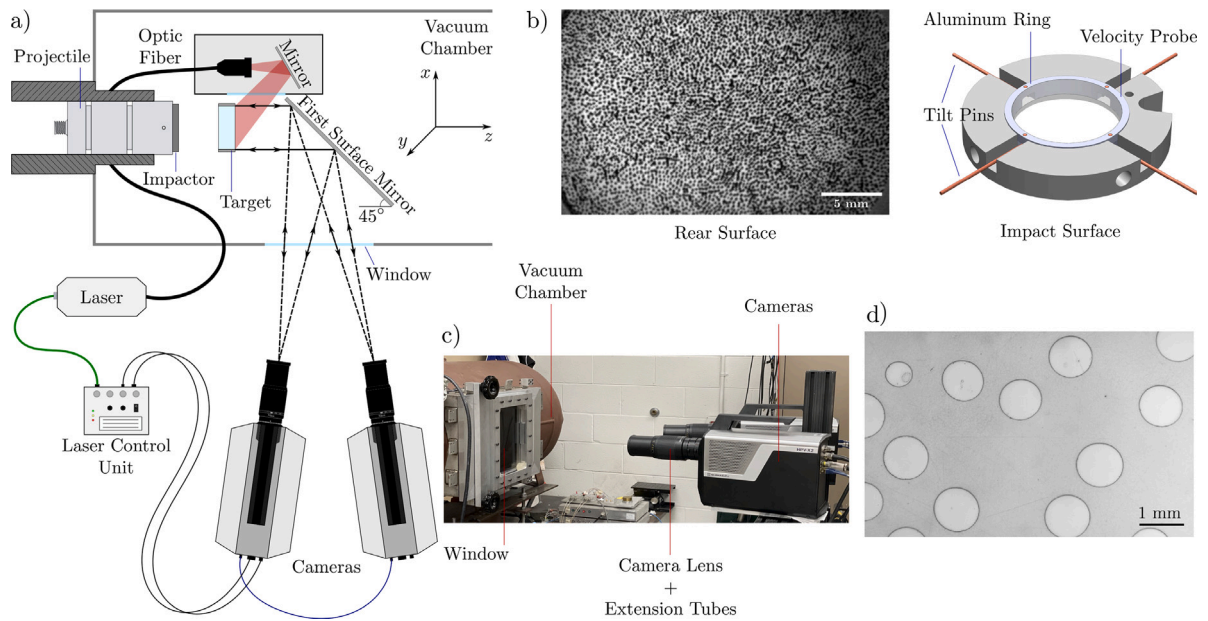 a)
Optic
Fiber
Projectile
Mirror
Vacuum
Chamber
x
y
z
First Surface Mirror
Impactor
Target
45°
Window
Laser
Laser Control
Unit
Cameras
b)
5 mm
Rear Surface
Aluminum Ring
Velocity Probe
Tilt Pins
Impact Surface
c)
Vacuum
Chamber
Cameras
HPV-X2
Window
Camera Lens
+
Extension Tubes
d)
1 mm